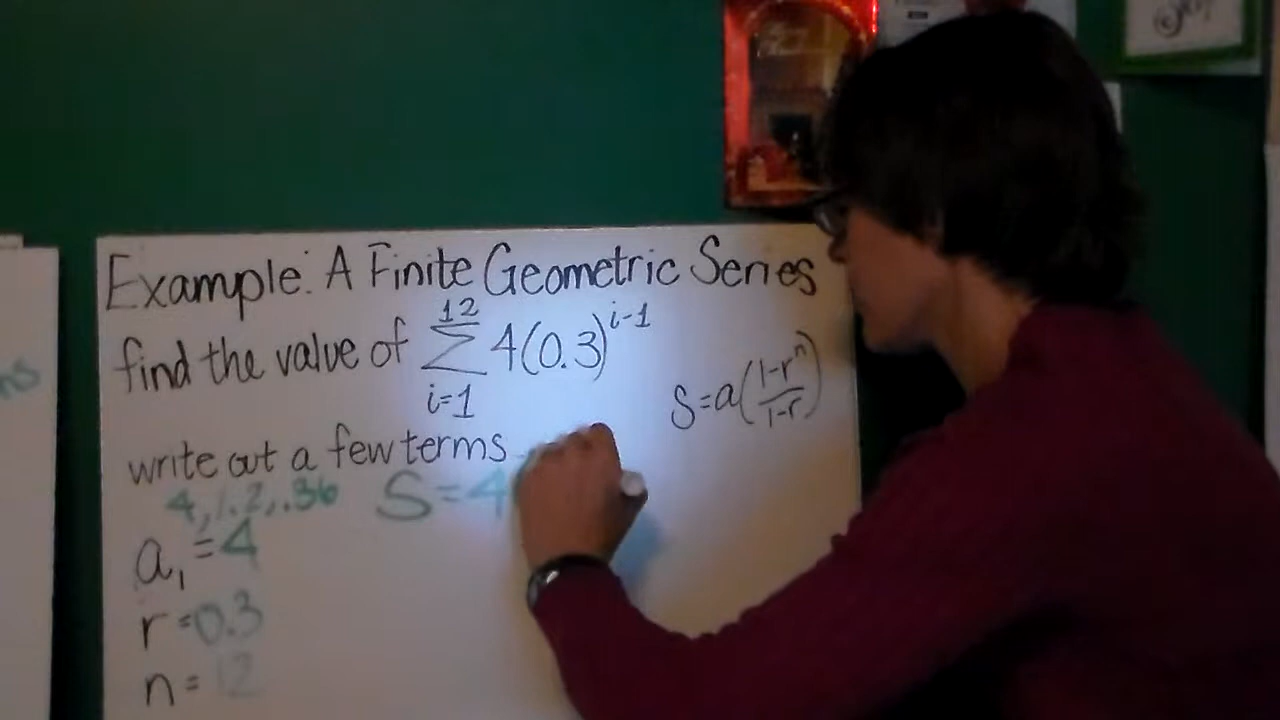 Example: A Finite Geometric Series
find the value of 12 ∑ i=1 4(0.3)^{i-1}
S=a(\frac{1-r^n}{1-r})
write out a few terms
4, 1.2, .36
S=4
a₁=4
r=0.3
n=12